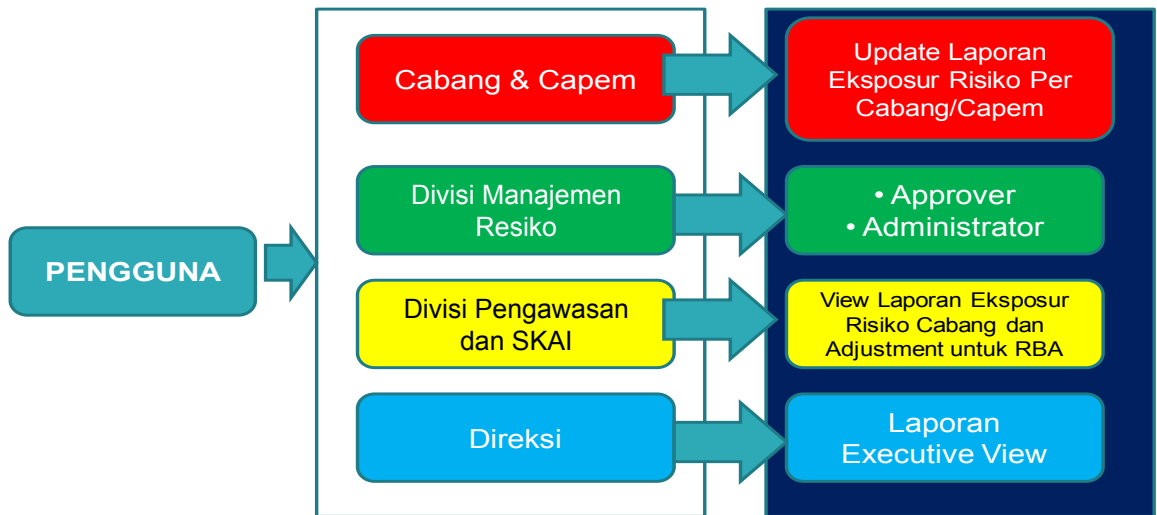 PENGGUNA
Cabang & Capem
Update Laporan
Eksposur Risiko Per
Cabang/Capem
Divisi Manajemen
Resiko
• Approver
• Administrator
Divisi Pengawasan
dan SKAI
View Laporan Eksposur
Risiko Cabang dan
Adjustment untuk RBA
Direksi
Laporan
Executive View